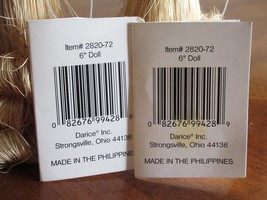 Item# 2820-72
6" Doll
0 82676 99428 9
Darice® Inc.
Strongsville, Ohio 44136
MADE IN THE PHILIPPINES
Item# 2820-72
6" Doll
0 82676 99428 9
Darice® Inc.
Strongsville, Ohio 44136
MADE IN THE PHILIPPINES